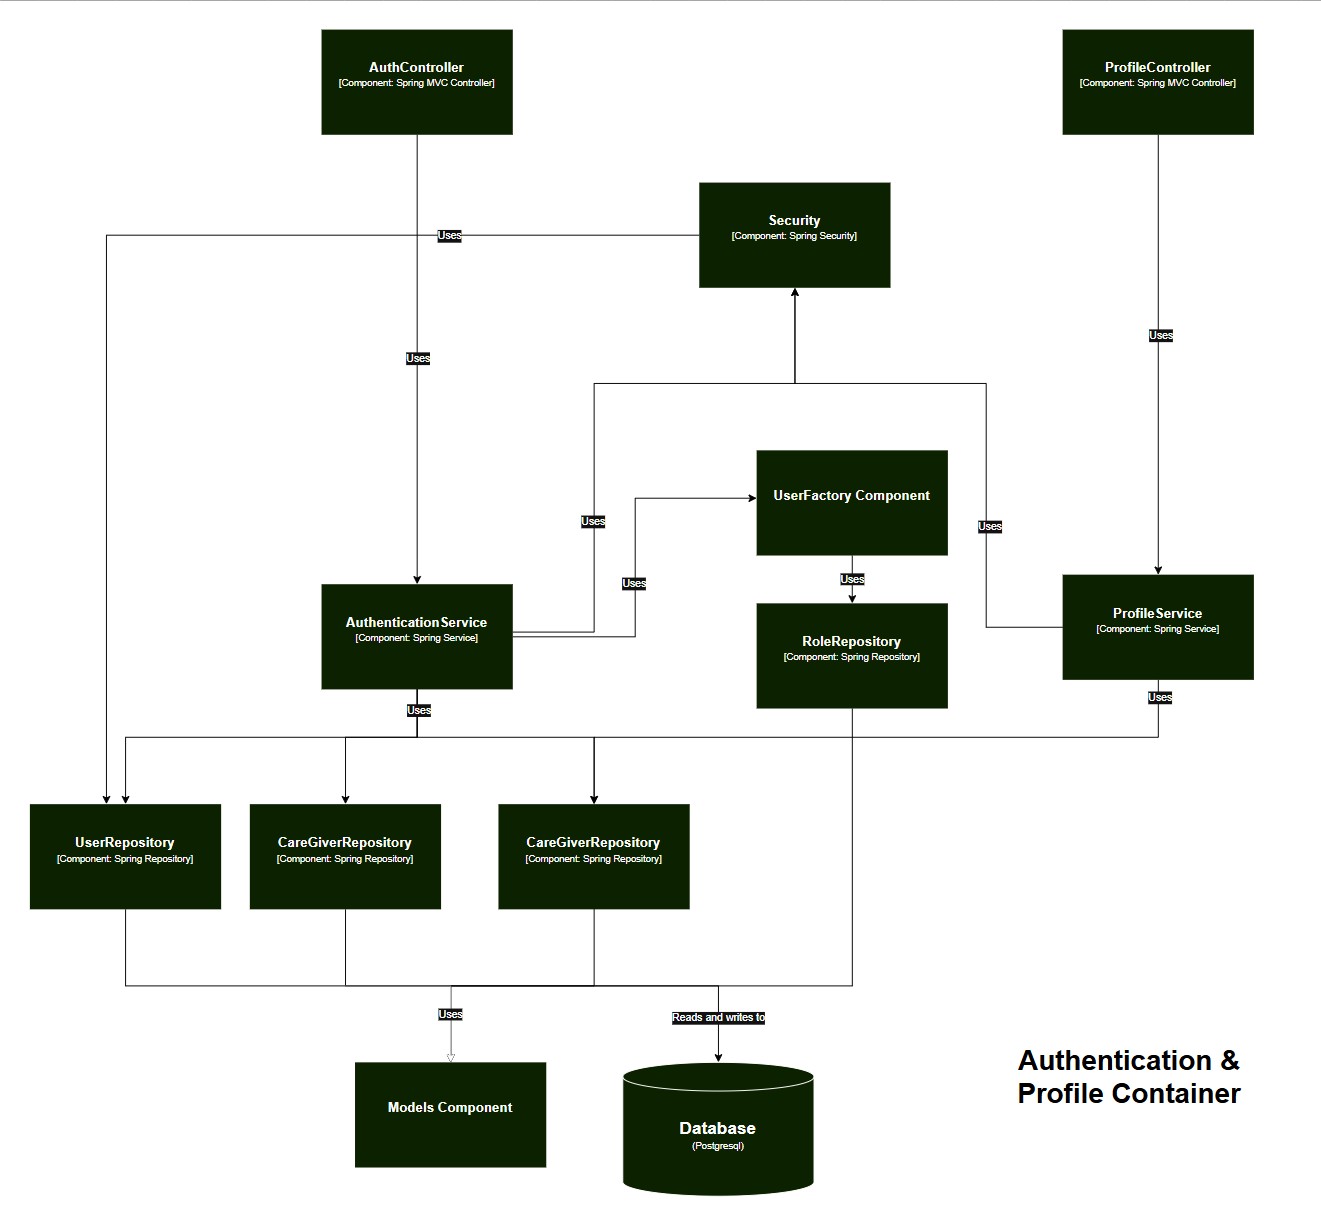 AuthController
[Component: Spring MVC Controller]
ProfileController
[Component: Spring MVC Controller]
Security
[Component: Spring Security]
Uses
Uses
Uses
UserFactory Component
Uses
Uses
Uses
Uses
AuthenticationService
[Component: Spring Service]
RoleRepository
[Component: Spring Repository]
ProfileService
[Component: Spring Service]
Uses
Uses
UserRepository
[Component: Spring Repository]
CareGiverRepository
[Component: Spring Repository]
CareGiverRepository
[Component: Spring Repository]
Uses
Reads and writes to
Models Component
Database
(Postgresql)
Authentication &
Profile Container